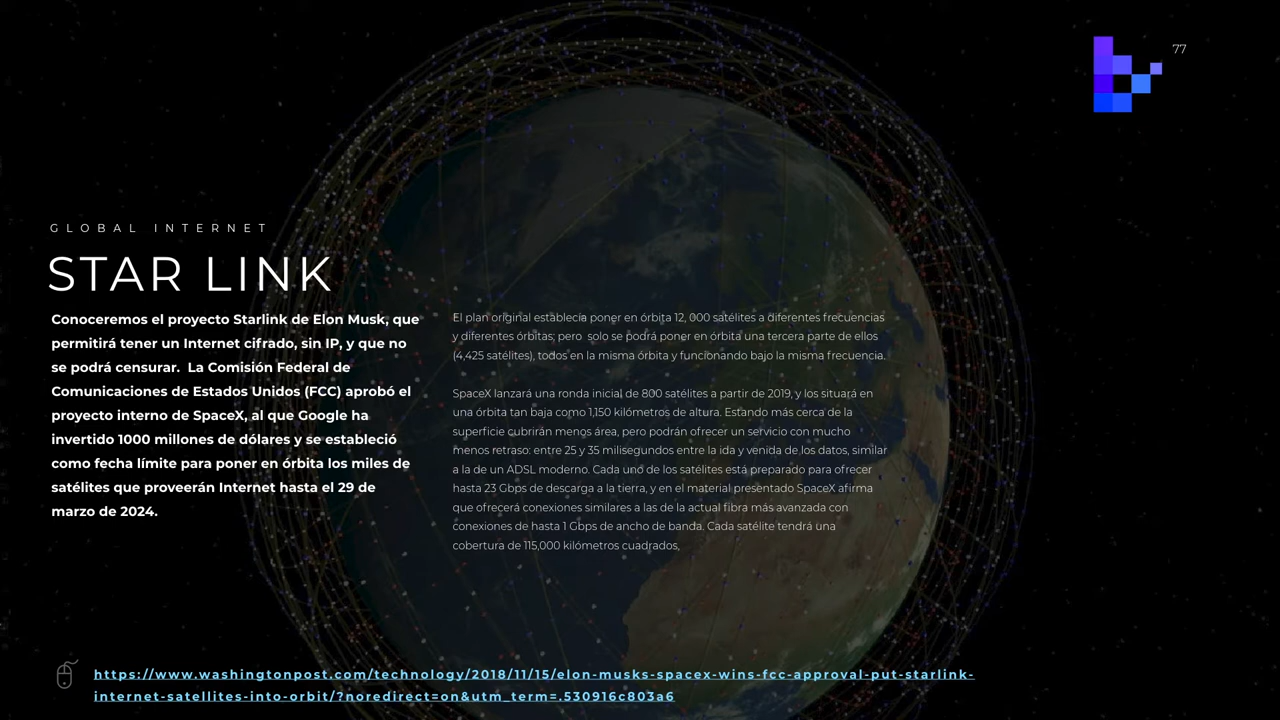 77
GLOBAL INTERNET
STAR LINK
Conoceremos el proyecto Starlink de Elon Musk, que
permitirá tener un Internet cifrado, sin IP, y que no
se podrá censurar.  La Comisión Federal de
Comunicaciones de Estados Unidos (FCC) aprobó el
proyecto interno de SpaceX, al que Google ha
invertido 1000 millones de dólares y se estableció
como fecha límite para poner en órbita los miles de
satélites que proveerán Internet hasta el 29 de
marzo de 2024.
El plan original establecía poner en órbita 12, 000 satélites a diferentes frecuencias
y diferentes órbitas; pero  solo se podrá poner en órbita una tercera parte de ellos
(4,425 satélites), todos en la misma órbita y funcionando bajo la misma frecuencia.
SpaceX lanzará una ronda inicial de 800 satélites a partir de 2019, y los situará en
una órbita tan baja como 1,150 kilómetros de altura. Estando más cerca de la
superficie cubrirán menos área, pero podrán ofrecer un servicio con mucho
menos retraso: entre 25 y 35 milisegundos entre la ida y venida de los datos, similar
a la de un ADSL moderno. Cada uno de los satélites está preparado para ofrecer
hasta 23 Gbps de descarga a la tierra, y en el material presentado SpaceX afirma
que ofrecerá conexiones similares a las de la actual fibra más avanzada con
conexiones de hasta 1 Gbps de ancho de banda. Cada satélite tendrá una
cobertura de 115,000 kilómetros cuadrados,
https://www.washingtonpost.com/technology/2018/11/15/elon-musks-spacex-wins-fcc-approval-put-starlink-
internet-satellites-into-orbit/?noredirect=on&utm_term=.530916c803a6